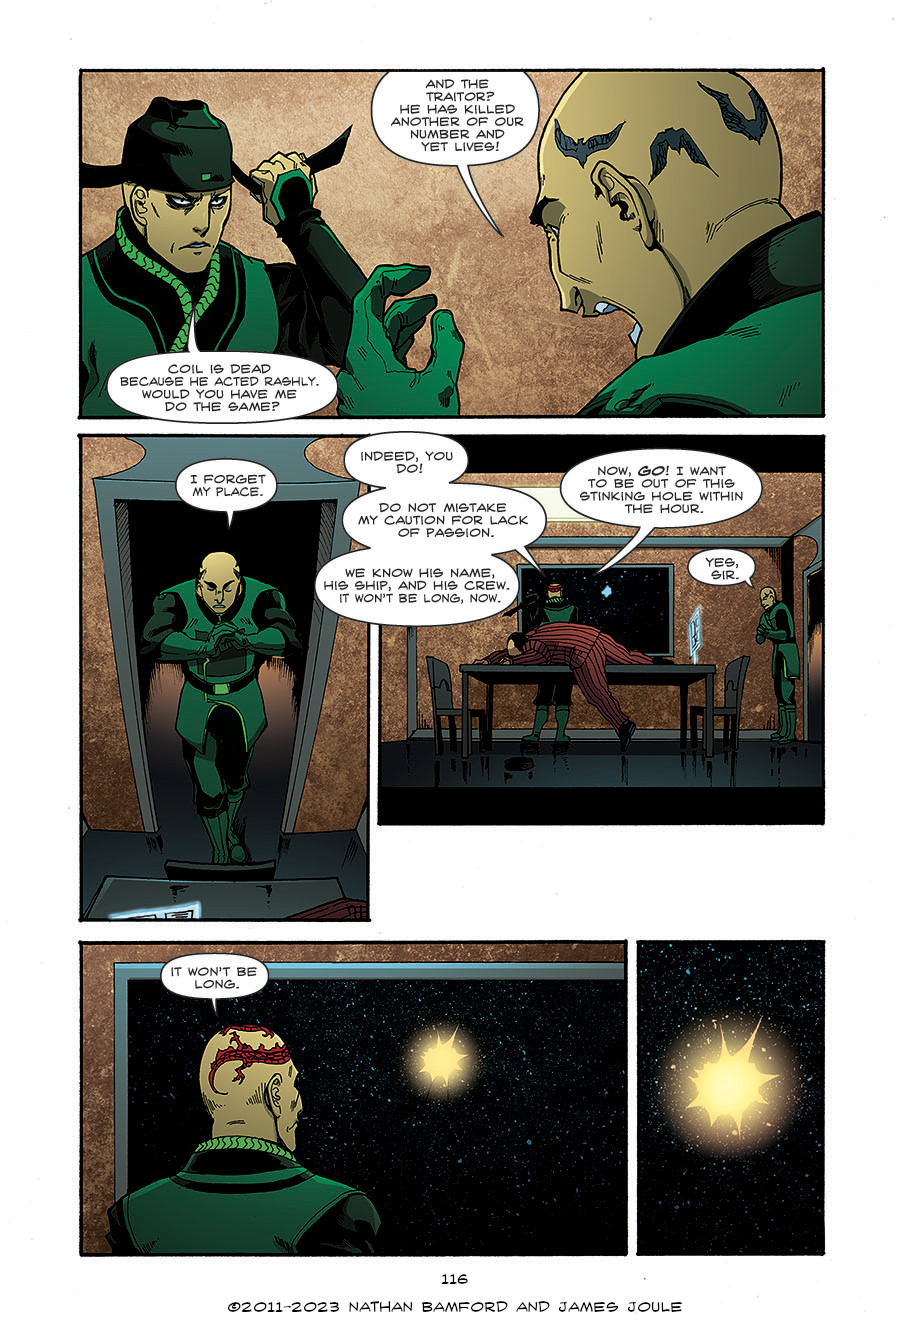 AND THE
TRAITOR?
HE HAS KILLED
ANOTHER OF OUR
NUMBER AND
YET LIVES!
COIL IS DEAD
BECAUSE HE ACTED RASHLY.
WOULD YOU HAVE ME
DO THE SAME?
I FORGET
MY PLACE.
INDEED, YOU
DO!
DO NOT MISTAKE
MY CAUTION FOR LACK
OF PASSION.
WE KNOW HIS NAME,
HIS SHIP, AND HIS CREW.
IT WON'T BE LONG, NOW.
NOW, GO! I WANT
TO BE OUT OF THIS
STINKING HOLE WITHIN
THE HOUR.
YES,
SIR.
IT WON'T BE
LONG.
116
©2011-2023 NATHAN BAMFORD AND JAMES JOULE